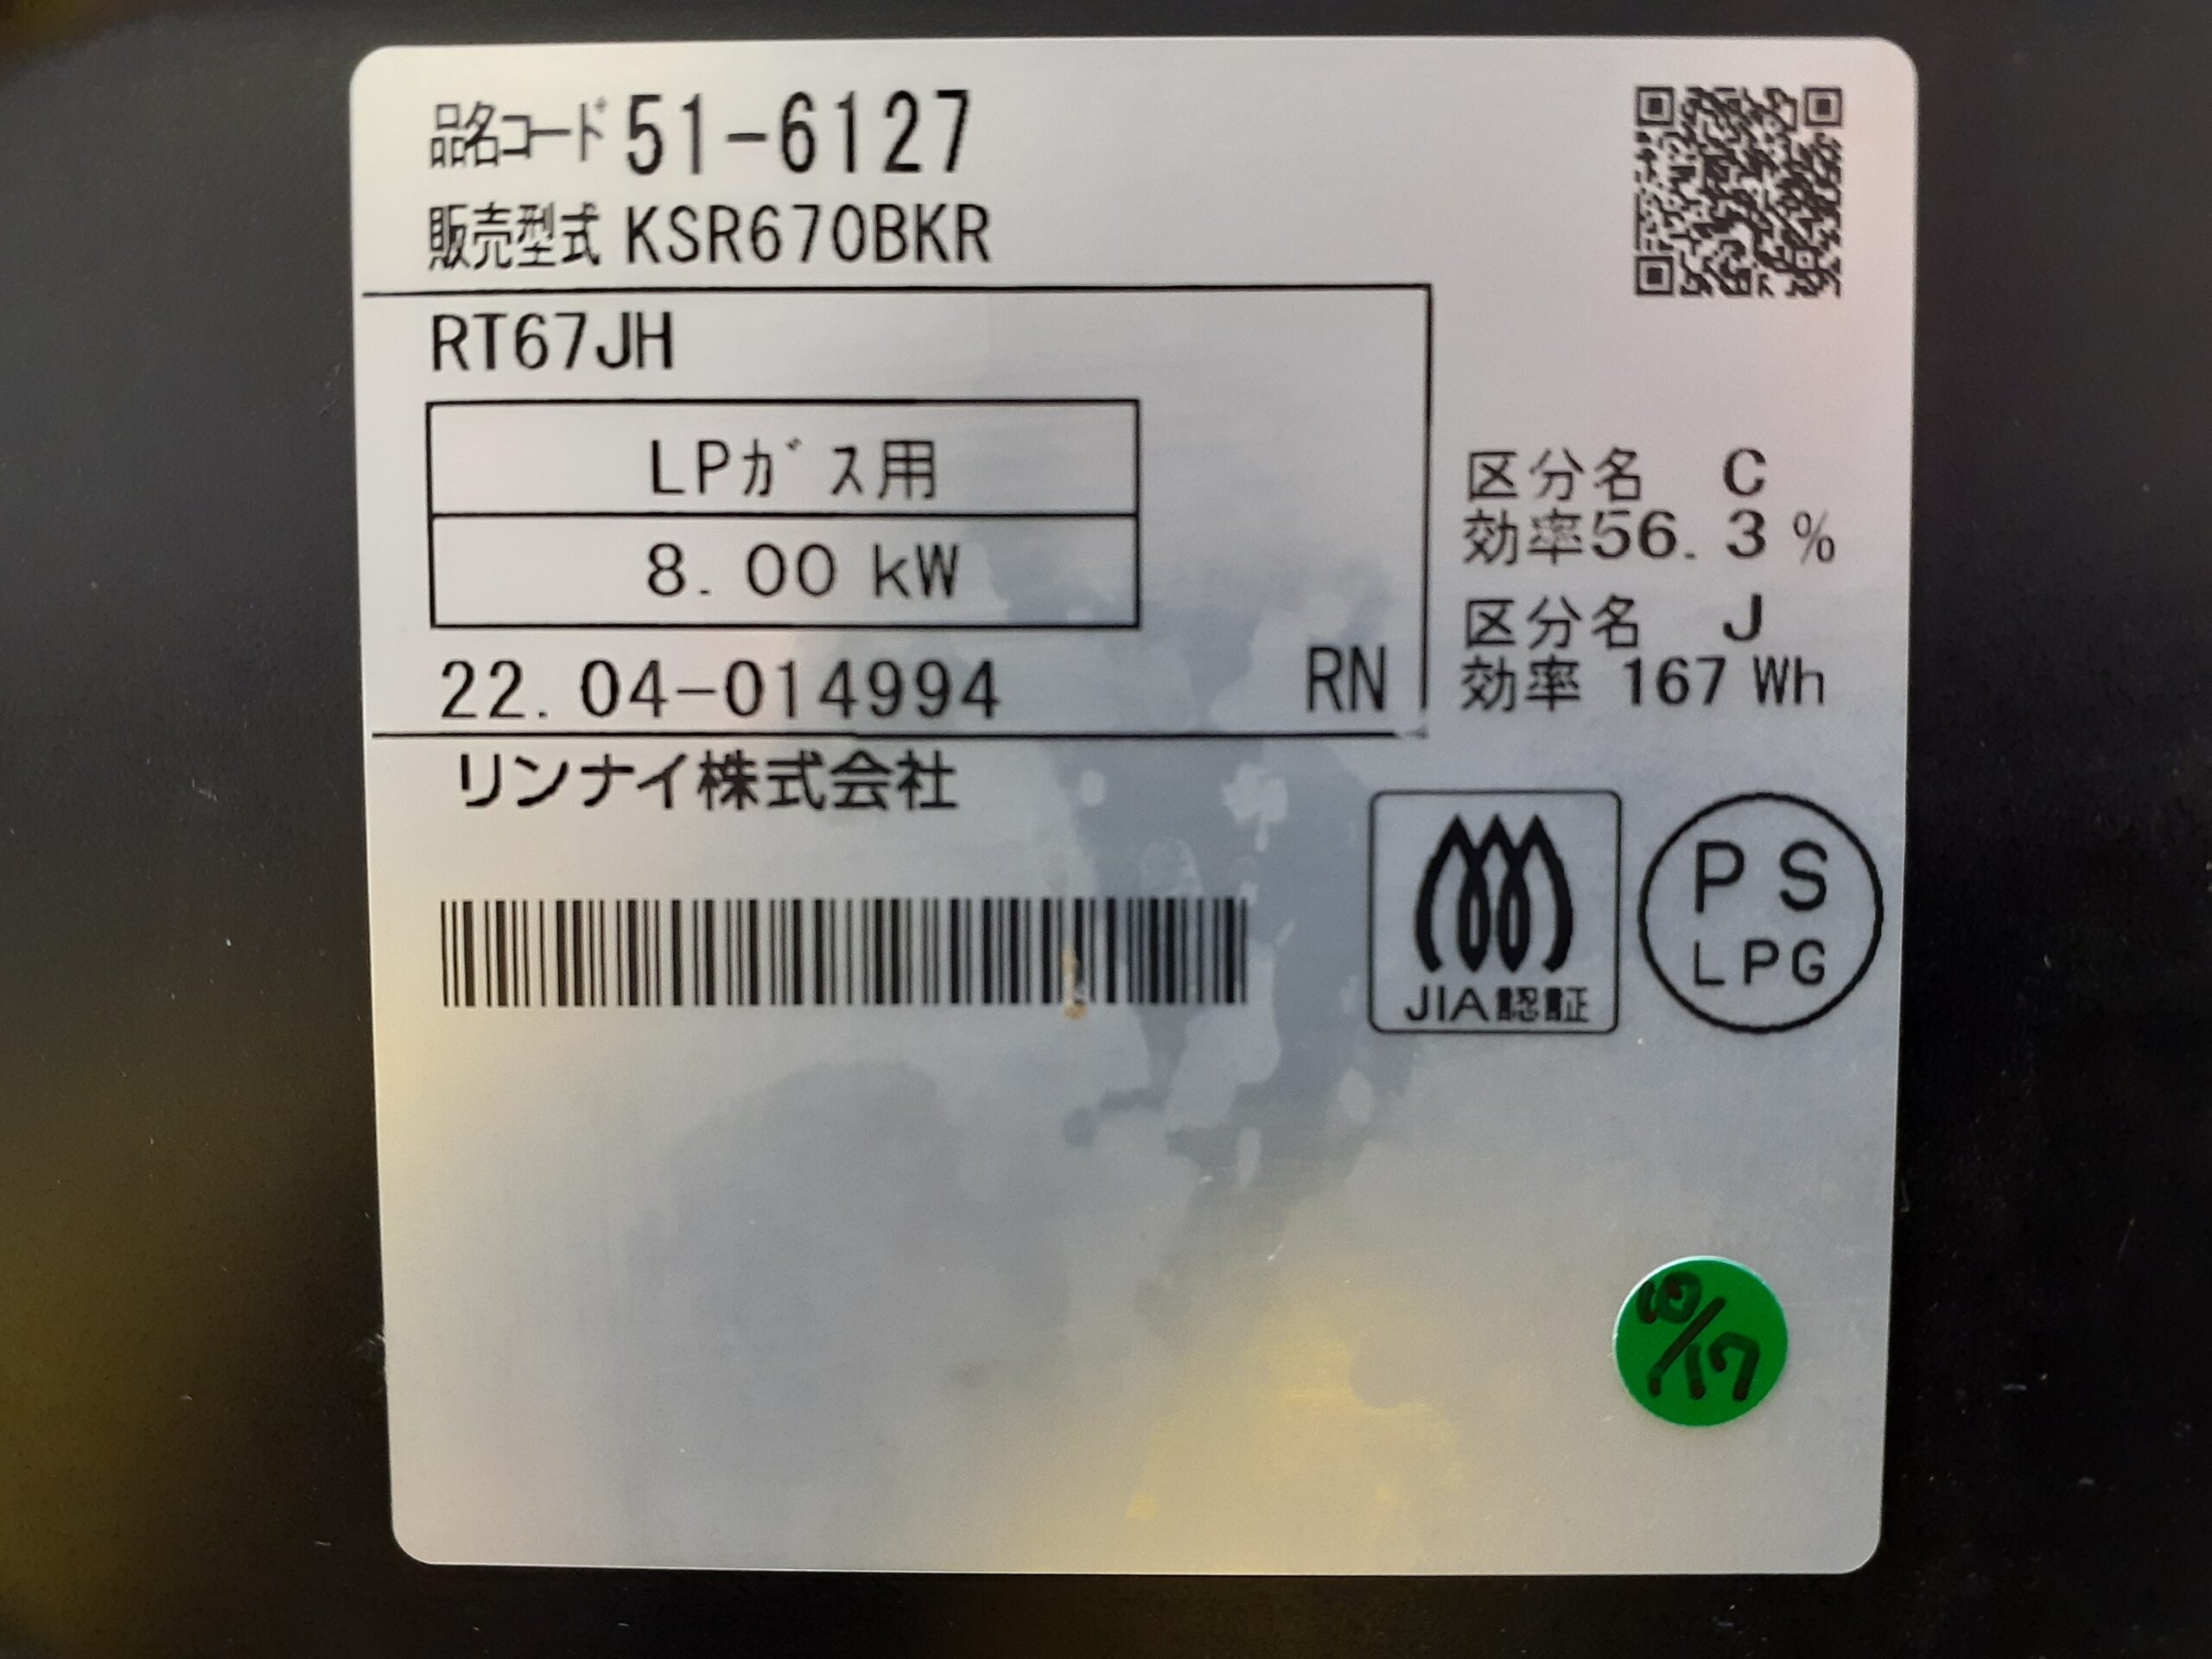 品名コード 51-6127
販売型式 KSR670BKR
RT67JH
LPガス用
8.00 kW
22.04-014994 RN
区分名 C
効率56.3 %
区分名 J
効率 167 Wh
リンナイ株式会社
JIA認証
PS
LPG
6/17